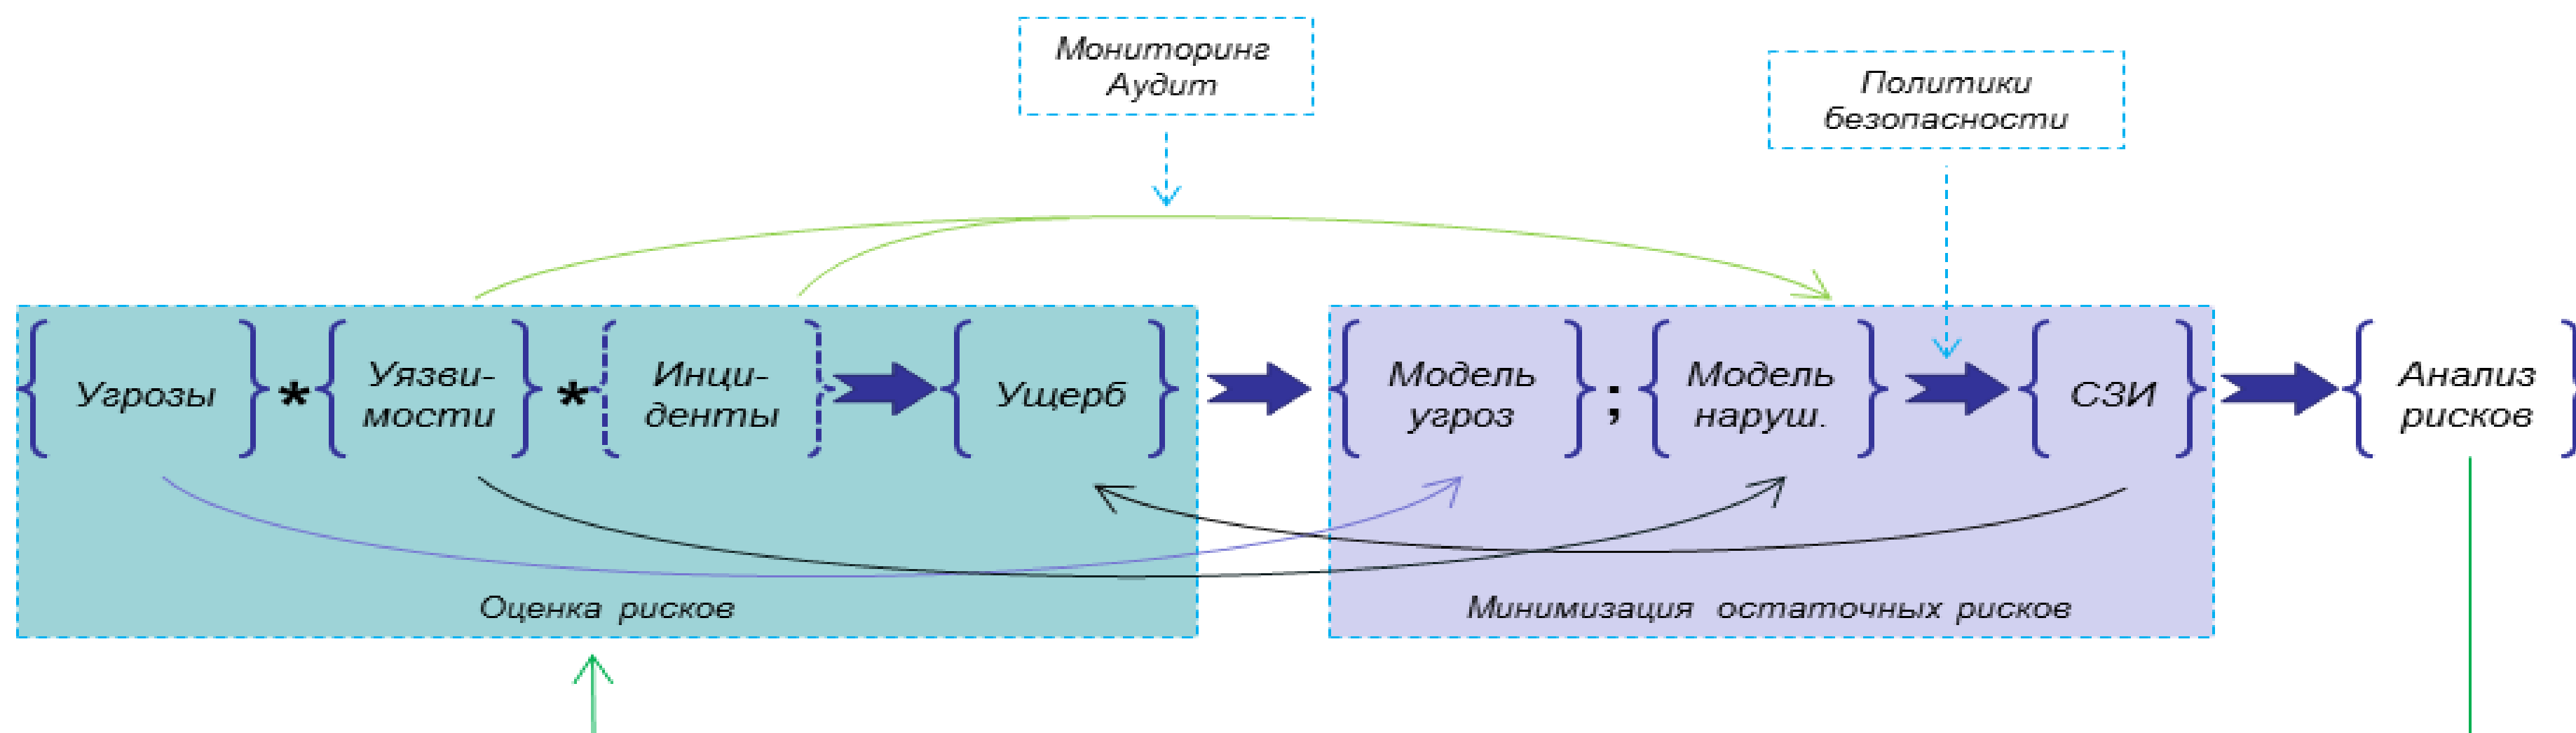 Мониторинг
Аудит
Политики
безопасности
Угрозы
*
Уязви-
мости
*
Инци-
денты
Ущерб
Модель
угроз
;
Модель
наруш.
СЗИ
Анализ
рисков
Оценка рисков
Минимизация остаточных рисков